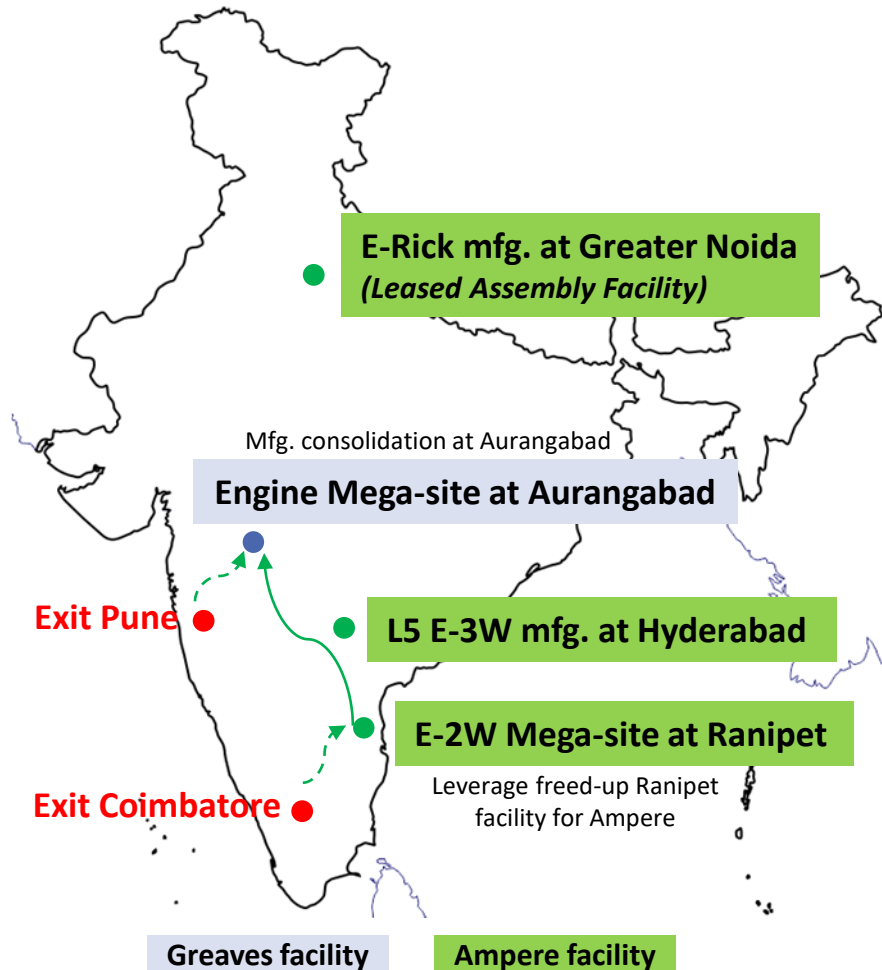 E-Rick mfg. at Greater Noida
(Leased Assembly Facility)
Mfg. consolidation at Aurangabad
Engine Mega-site at Aurangabad
Exit Pune
L5 E-3W mfg. at Hyderabad
E-2W Mega-site at Ranipet
Leverage freed-up Ranipet
facility for Ampere
Exit Coimbatore
Greaves facility
Ampere facility